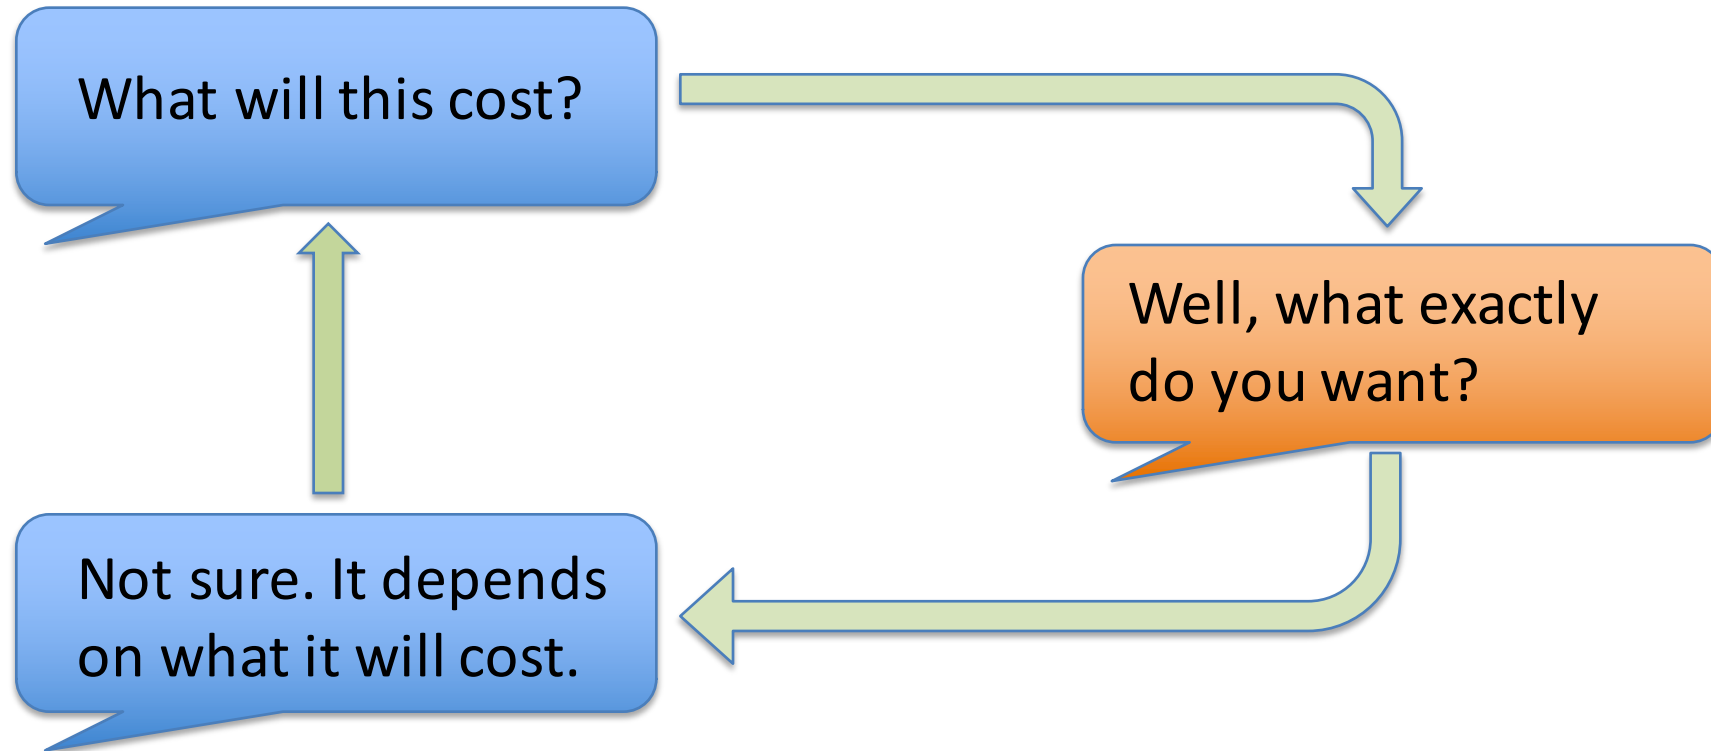 What will this cost?
Well, what exactly
do you want?
Not sure. It depends
on what it will cost.